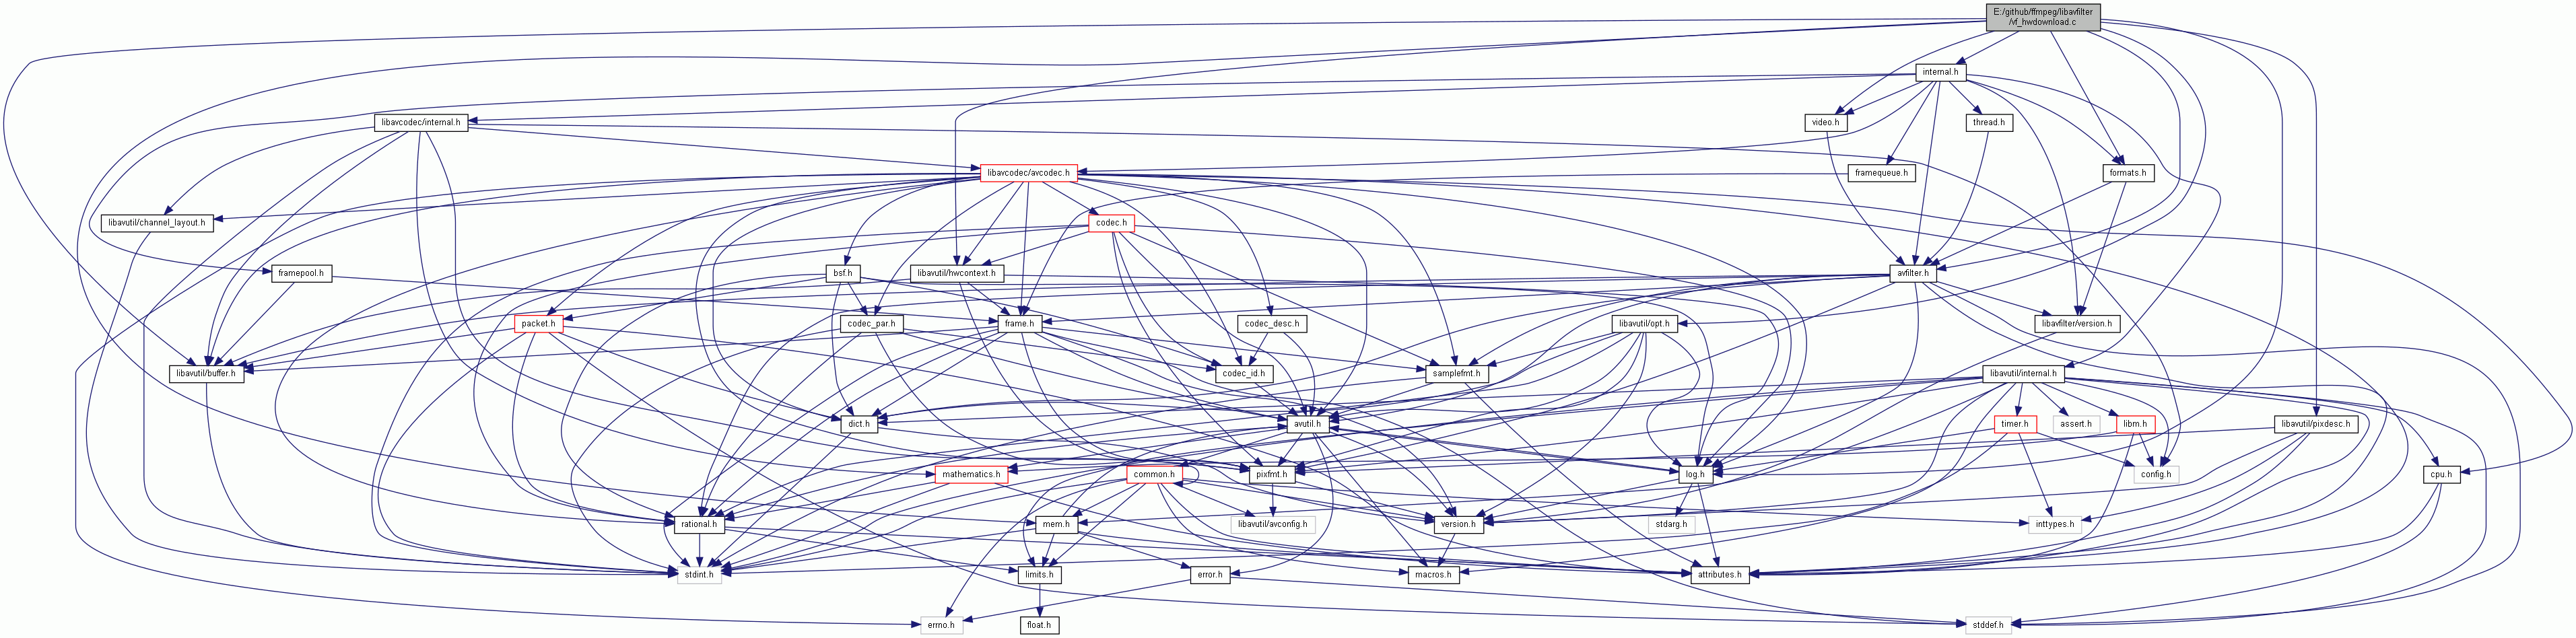 E:/github/ffmpeg/libavfilter
/vf_hwdownload.c
internal.h
libavcodec/internal.h
video.h
thread.h
libavcodec/avcodec.h
framequeue.h
formats.h
libavutil/channel_layout.h
codec.h
framepool.h
bsf.h
libavutil/hwcontext.h
avfilter.h
packet.h
codec_par.h
frame.h
codec_desc.h
libavutil/opt.h
libavfilter/version.h
libavutil/buffer.h
codec_id.h
samplefmt.h
libavutil/internal.h
dict.h
avutil.h
timer.h
assert.h
libm.h
libavutil/pixdesc.h
mathematics.h
common.h
pixfmt.h
log.h
config.h
cpu.h
rational.h
mem.h
libavutil/avconfig.h
version.h
stdarg.h
inttypes.h
stdint.h
limits.h
error.h
macros.h
attributes.h
errno.h
float.h
stddef.h